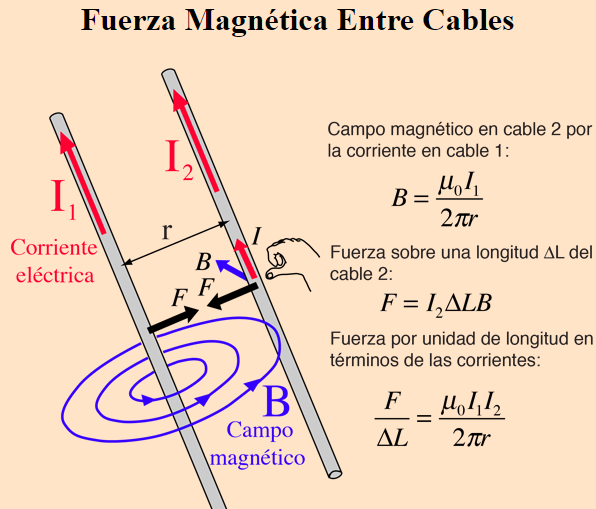 Fuerza Magnética Entre Cables
I₂
I₁
Corriente
eléctrica
r
I
B
F
F
B
Campo
magnético
Campo magnético en cable 2 por
la corriente en cable 1:
B = μ₀I₁ / 2πr
Fuerza sobre una longitud ΔL del
cable 2:
F = I₂ΔLB
Fuerza por unidad de longitud en
términos de las corrientes:
F / ΔL = μ₀I₁I₂ / 2πr